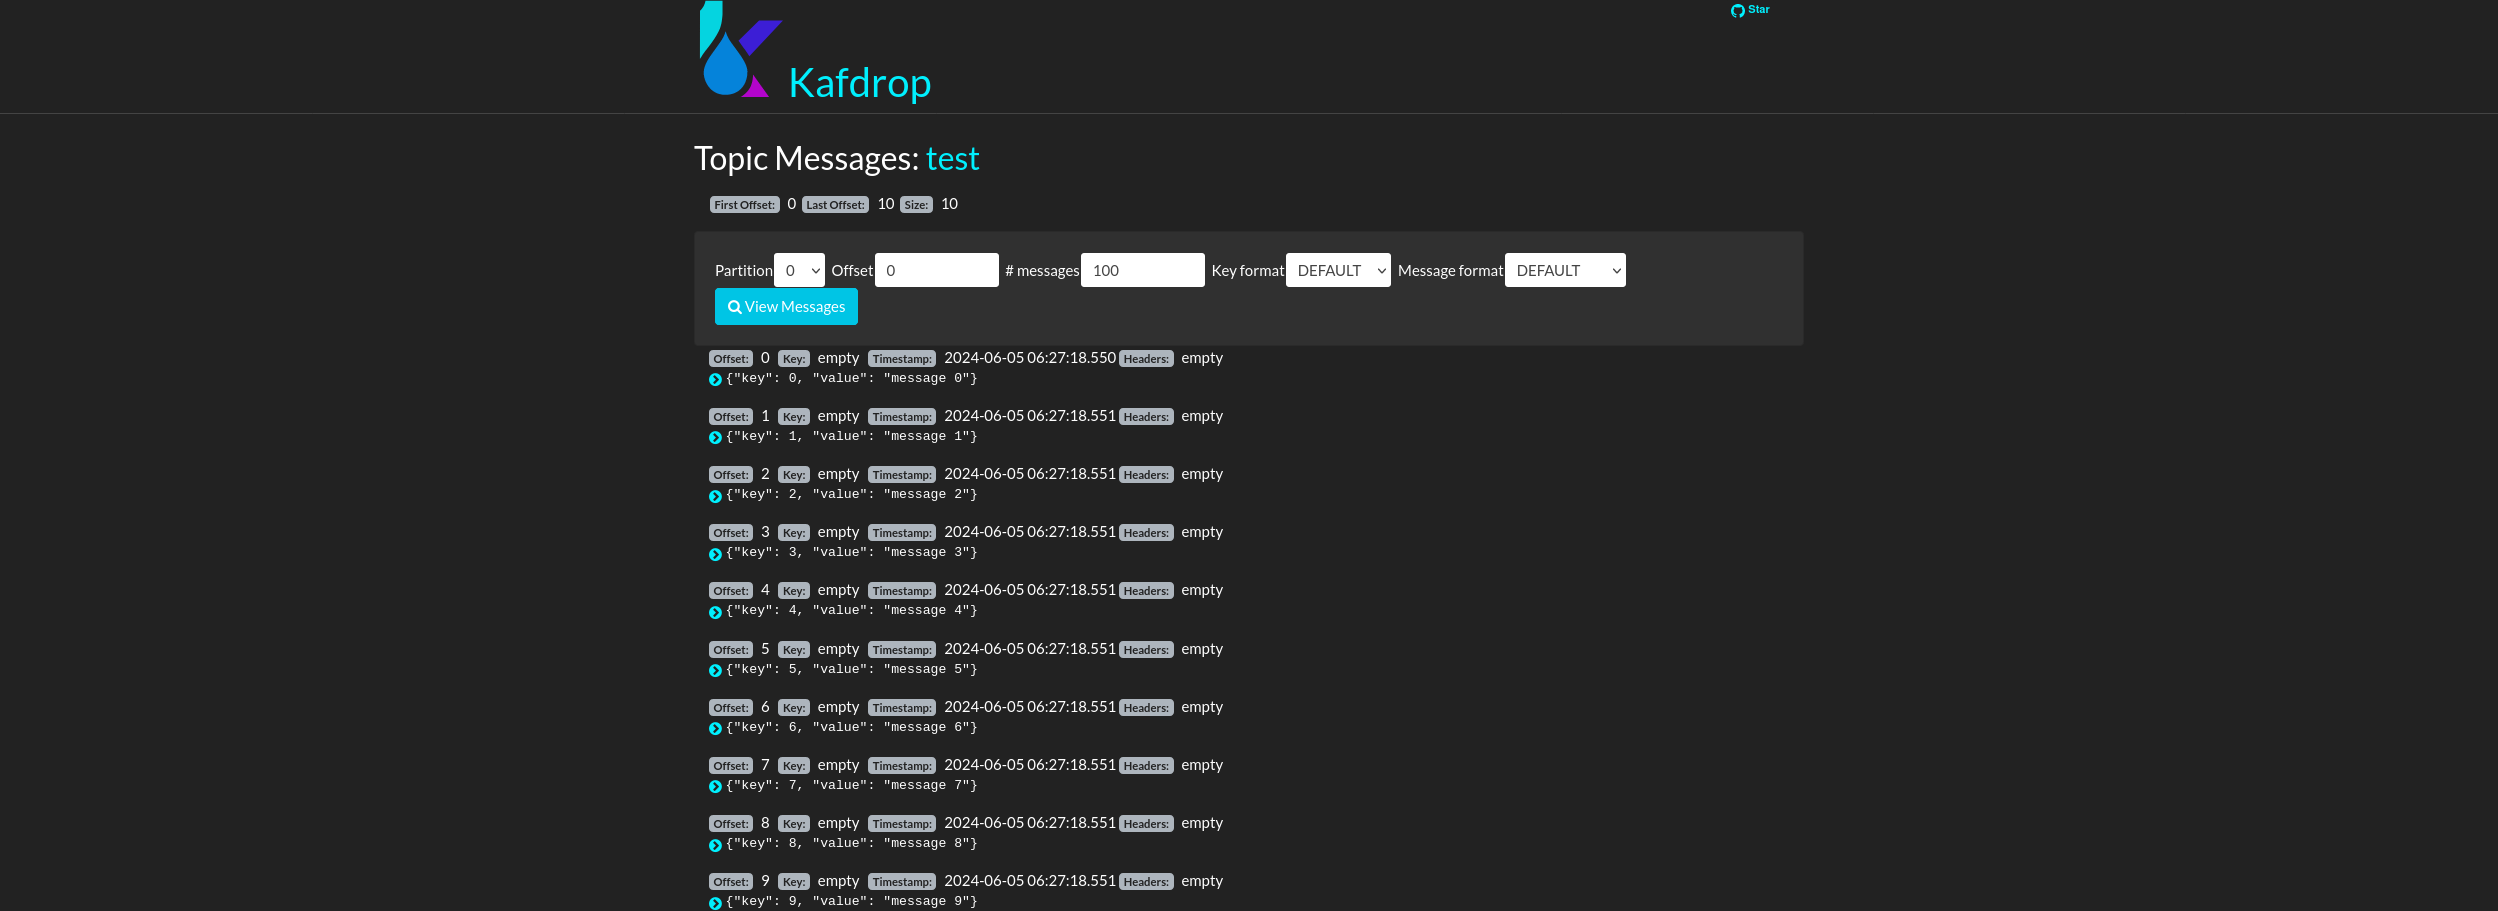 Star
Kafdrop
Topic Messages: test
First Offset: 0 Last Offset: 10 Size: 10
Partition 0 Offset 0 # messages 100 Key format DEFAULT Message format DEFAULT
View Messages
Offset: 0 Key: empty Timestamp: 2024-06-05 06:27:18.550 Headers: empty
{"key": 0, "value": "message 0"}
Offset: 1 Key: empty Timestamp: 2024-06-05 06:27:18.551 Headers: empty
{"key": 1, "value": "message 1"}
Offset: 2 Key: empty Timestamp: 2024-06-05 06:27:18.551 Headers: empty
{"key": 2, "value": "message 2"}
Offset: 3 Key: empty Timestamp: 2024-06-05 06:27:18.551 Headers: empty
{"key": 3, "value": "message 3"}
Offset: 4 Key: empty Timestamp: 2024-06-05 06:27:18.551 Headers: empty
{"key": 4, "value": "message 4"}
Offset: 5 Key: empty Timestamp: 2024-06-05 06:27:18.551 Headers: empty
{"key": 5, "value": "message 5"}
Offset: 6 Key: empty Timestamp: 2024-06-05 06:27:18.551 Headers: empty
{"key": 6, "value": "message 6"}
Offset: 7 Key: empty Timestamp: 2024-06-05 06:27:18.551 Headers: empty
{"key": 7, "value": "message 7"}
Offset: 8 Key: empty Timestamp: 2024-06-05 06:27:18.551 Headers: empty
{"key": 8, "value": "message 8"}
Offset: 9 Key: empty Timestamp: 2024-06-05 06:27:18.551 Headers: empty
{"key": 9, "value": "message 9"}